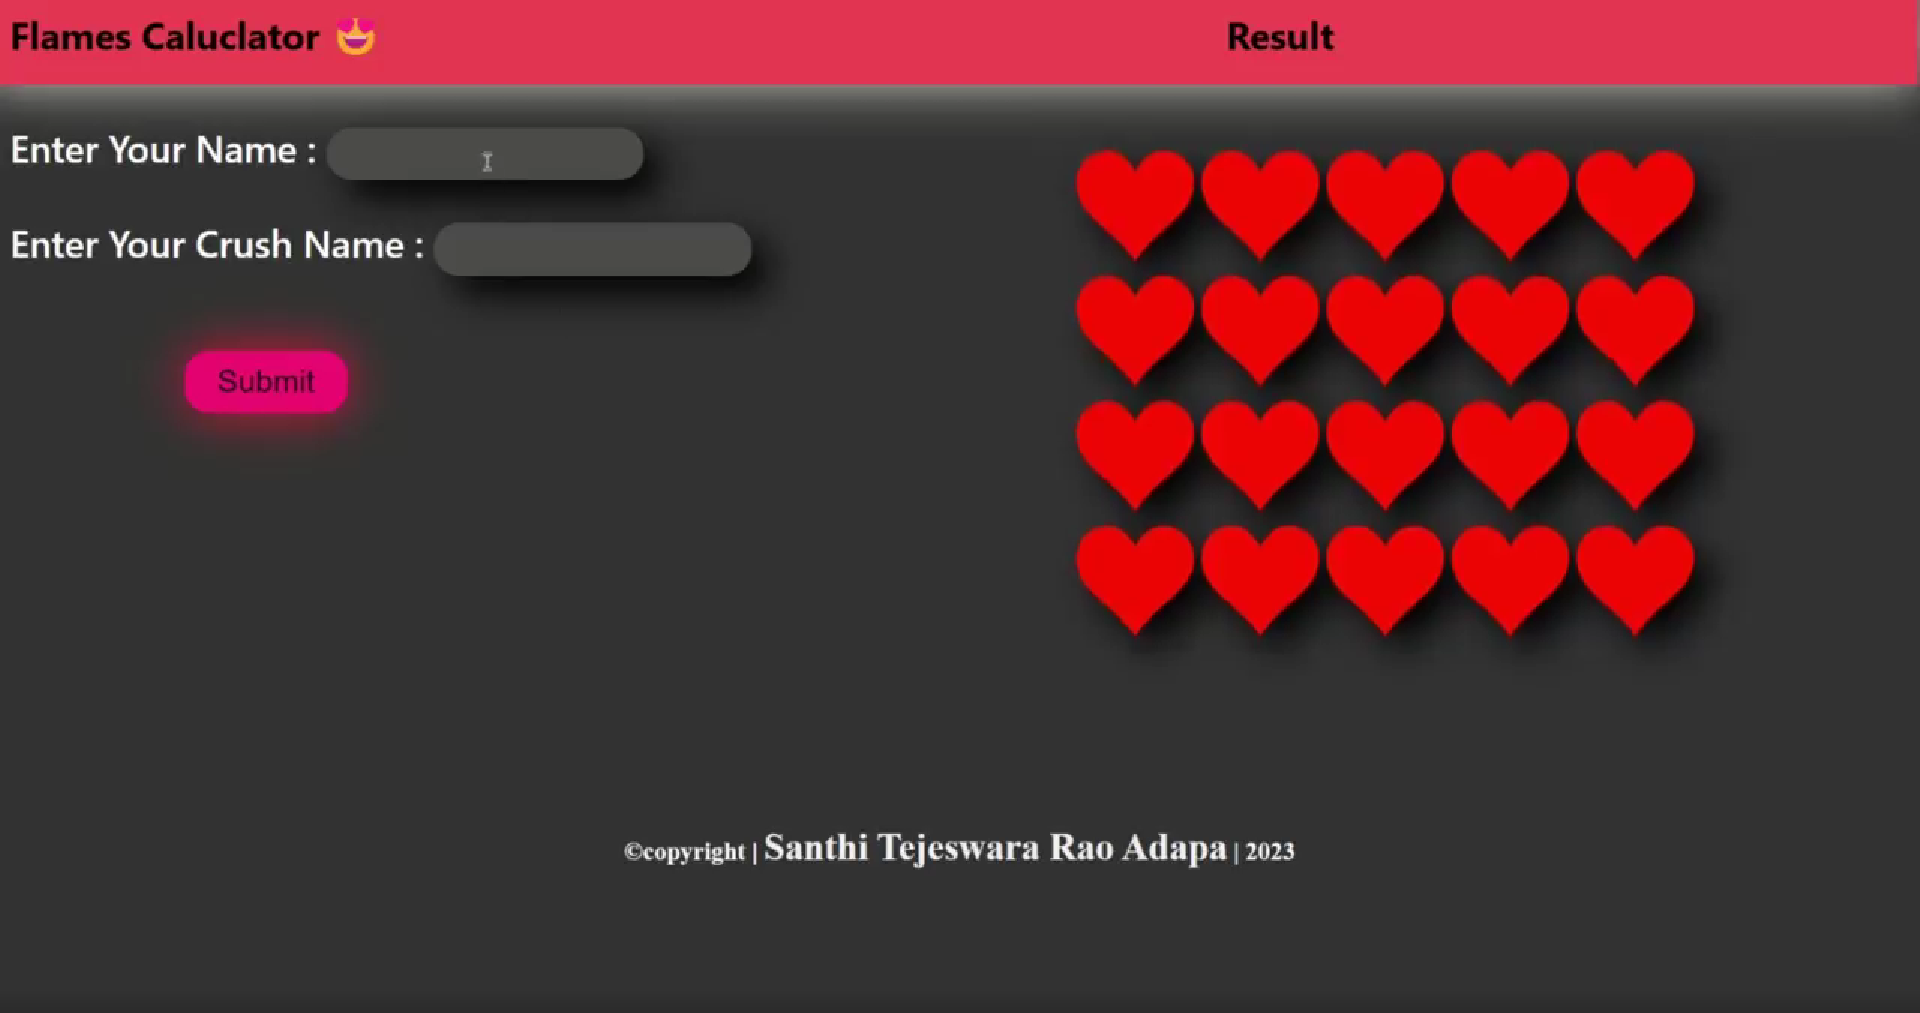 Flames Caluclator 😍
Result
Enter Your Name :
Enter Your Crush Name :
Submit
©copyright | Santhi Tejeswara Rao Adapa | 2023